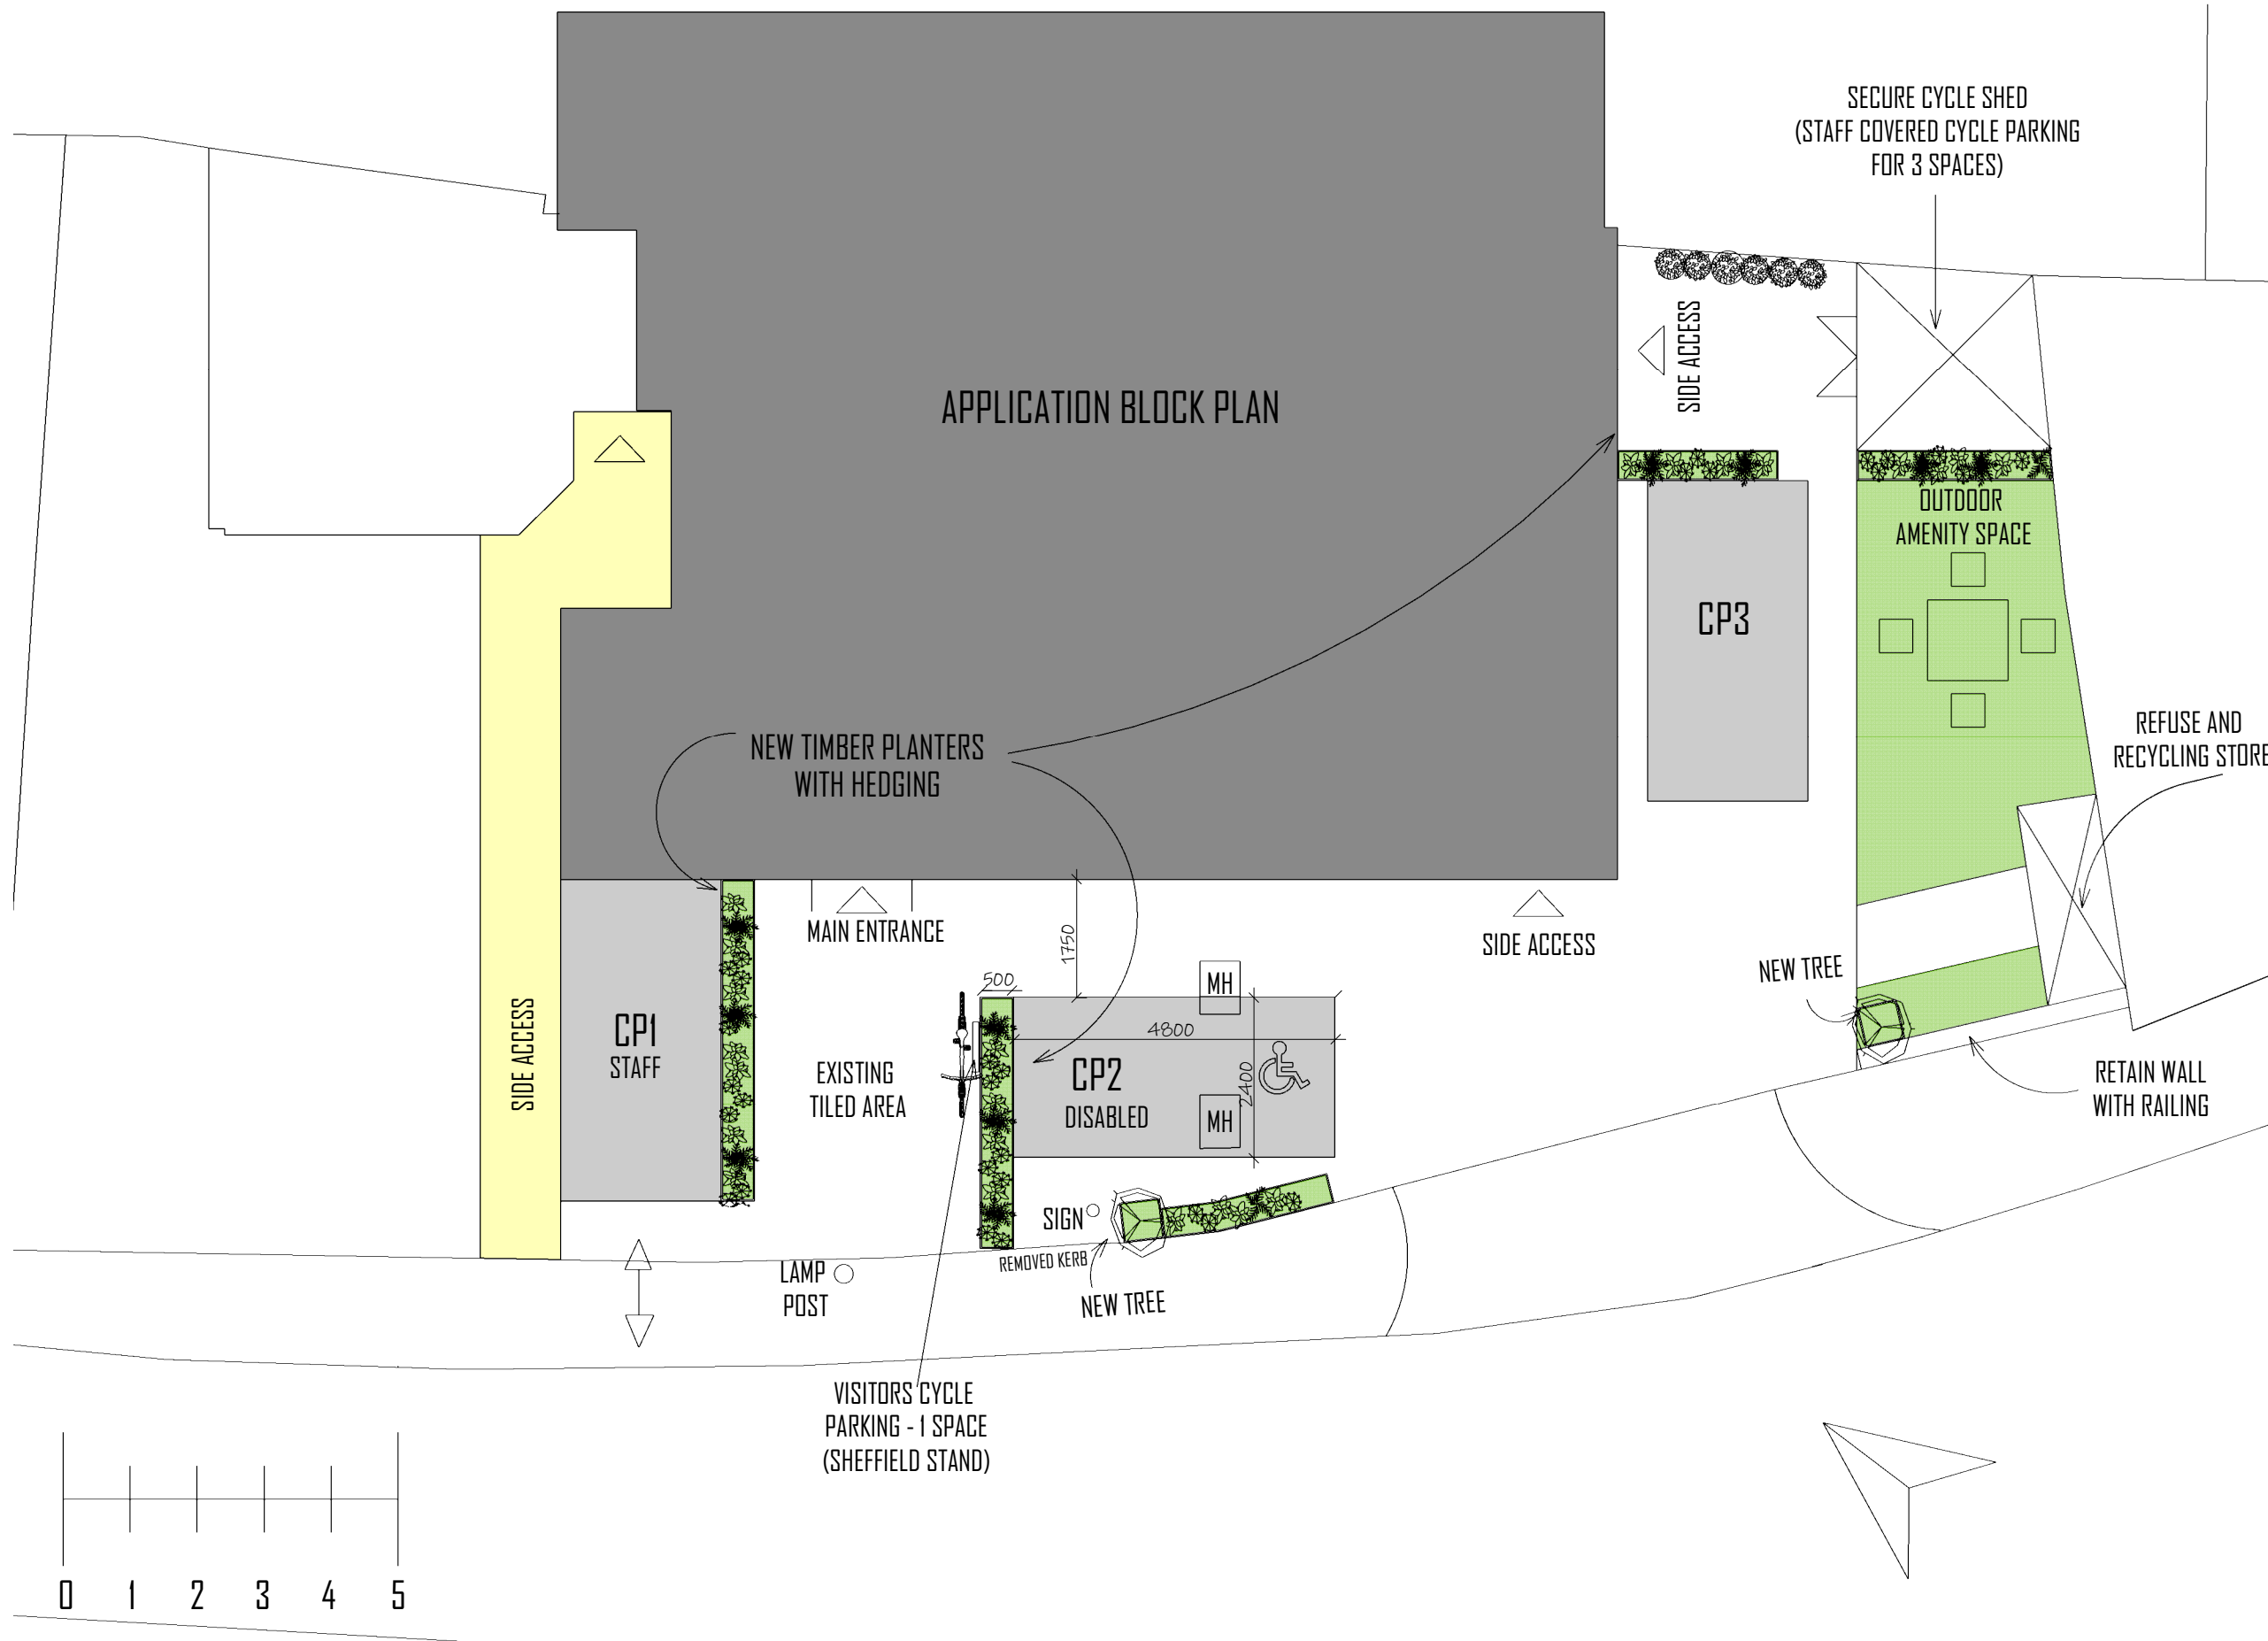 SECURE CYCLE SHED
(STAFF COVERED CYCLE PARKING
FOR 3 SPACES)
APPLICATION BLOCK PLAN
SIDE ACCESS
OUTDOOR
AMENITY SPACE
CP3
REFUSE AND
RECYCLING STORE
NEW TIMBER PLANTERS
WITH HEDGING
MAIN ENTRANCE
1750
SIDE ACCESS
NEW TREE
500
MH
4800
SIDE ACCESS
CP1
STAFF
EXISTING
TILED AREA
CP2
DISABLED
2400
MH
RETAIN WALL
WITH RAILING
SIGN
REMOVED KERB
LAMP
POST
NEW TREE
VISITORS CYCLE
PARKING - 1 SPACE
(SHEFFIELD STAND)
0 1 2 3 4 5